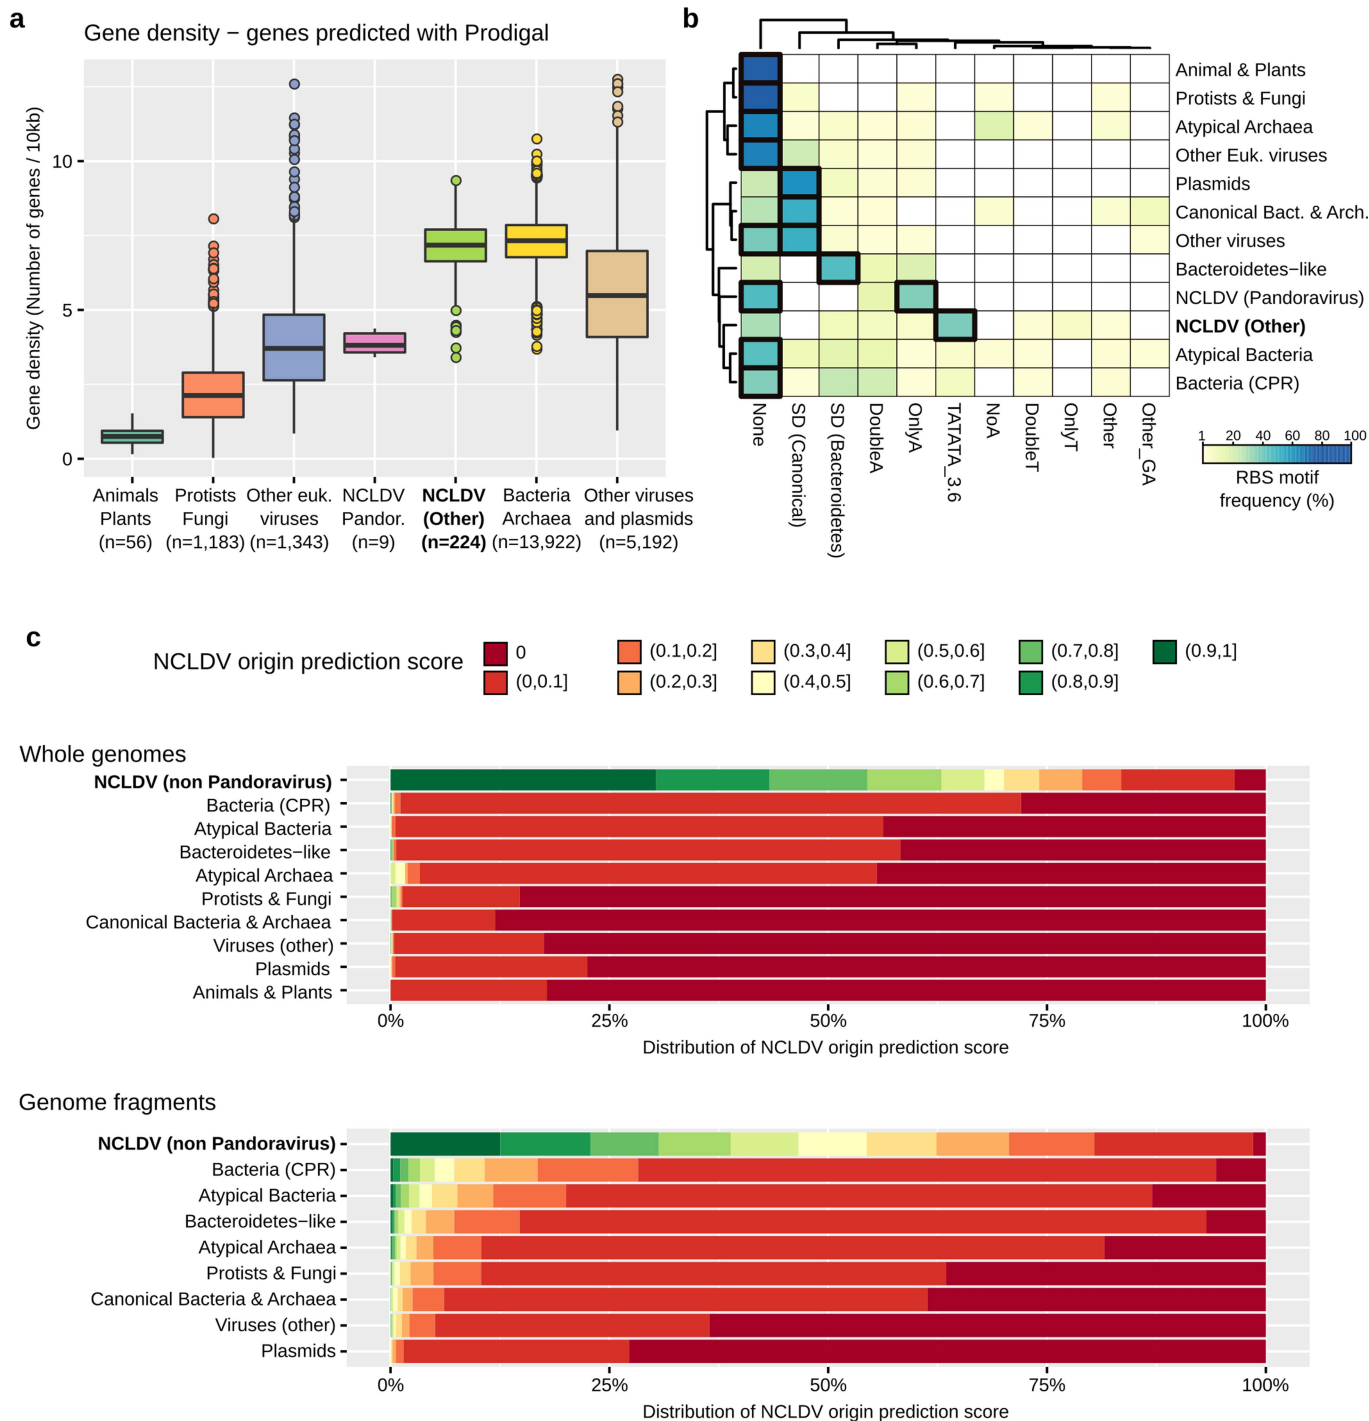 a
Gene density − genes predicted with Prodigal
Gene density (Number of genes / 10kb)
10
5
0
Animals Plants (n=56)
Protists Fungi (n=1,183)
Other euk. viruses (n=1,343)
NCLDV Pandor. (n=9)
NCLDV (Other) (n=224)
Bacteria Archaea (n=13,922)
Other viruses and plasmids (n=5,192)
b
Animal & Plants
Protists & Fungi
Atypical Archaea
Other Euk. viruses
Plasmids
Canonical Bact. & Arch.
Other viruses
Bacteroidetes−like
NCLDV (Pandoravirus)
NCLDV (Other)
Atypical Bacteria
Bacteria (CPR)
None
SD (Canonical)
SD (Bacteroidetes)
DoubleA
OnlyA
TATATA_3.6
NoA
DoubleT
OnlyT
Other
Other_GA
1 20 40 60 80 100
RBS motif
frequency (%)
c
NCLDV origin prediction score
0 (0.1,0.2] (0.3,0.4] (0.5,0.6] (0.7,0.8] (0.9,1]
(0,0.1] (0.2,0.3] (0.4,0.5] (0.6,0.7] (0.8,0.9]
Whole genomes
NCLDV (non Pandoravirus)
Bacteria (CPR)
Atypical Bacteria
Bacteroidetes−like
Atypical Archaea
Protists & Fungi
Canonical Bacteria & Archaea
Viruses (other)
Plasmids
Animals & Plants
0% 25% 50% 75% 100%
Distribution of NCLDV origin prediction score
Genome fragments
NCLDV (non Pandoravirus)
Bacteria (CPR)
Atypical Bacteria
Bacteroidetes−like
Atypical Archaea
Protists & Fungi
Canonical Bacteria & Archaea
Viruses (other)
Plasmids
0% 25% 50% 75% 100%
Distribution of NCLDV origin prediction score